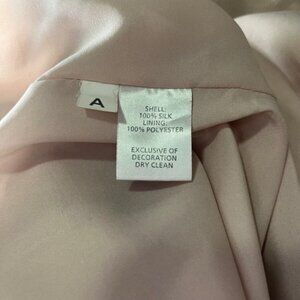 A
SHELL:
100% SILK
LINING:
100% POLYESTER
EXCLUSIVE OF
DECORATION
DRY CLEAN